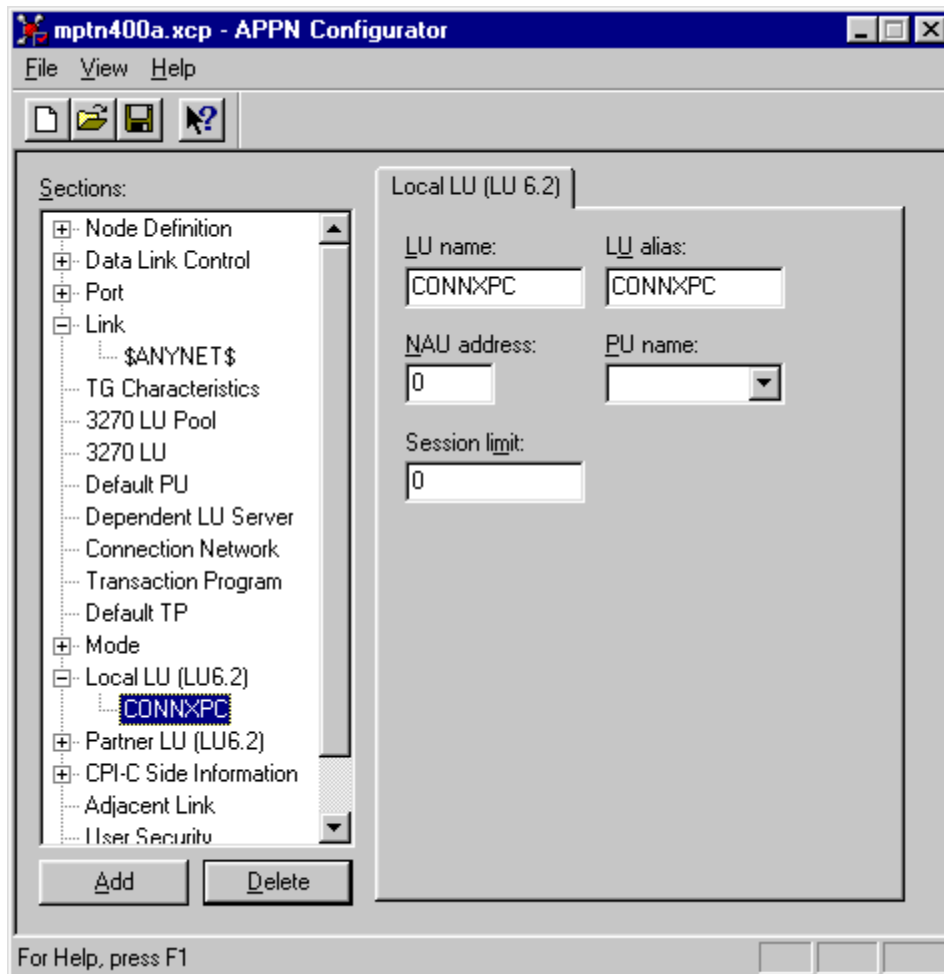 mptn400a.xcp - APPN Configurator
File View Help
Sections:
Node Definition
Data Link Control
Port
Link
$ANYNET$
TG Characteristics
3270 LU Pool
3270 LU
Default PU
Dependent LU Server
Connection Network
Transaction Program
Default TP
Mode
Local LU (LU6.2)
CONNXPC
Partner LU (LU6.2)
CPI-C Side Information
Adjacent Link
User Security
Add Delete
Local LU (LU 6.2)
LU name: LU alias:
CONNXPC CONNXPC
NAU address: PU name:
0
Session limit:
0
For Help, press F1